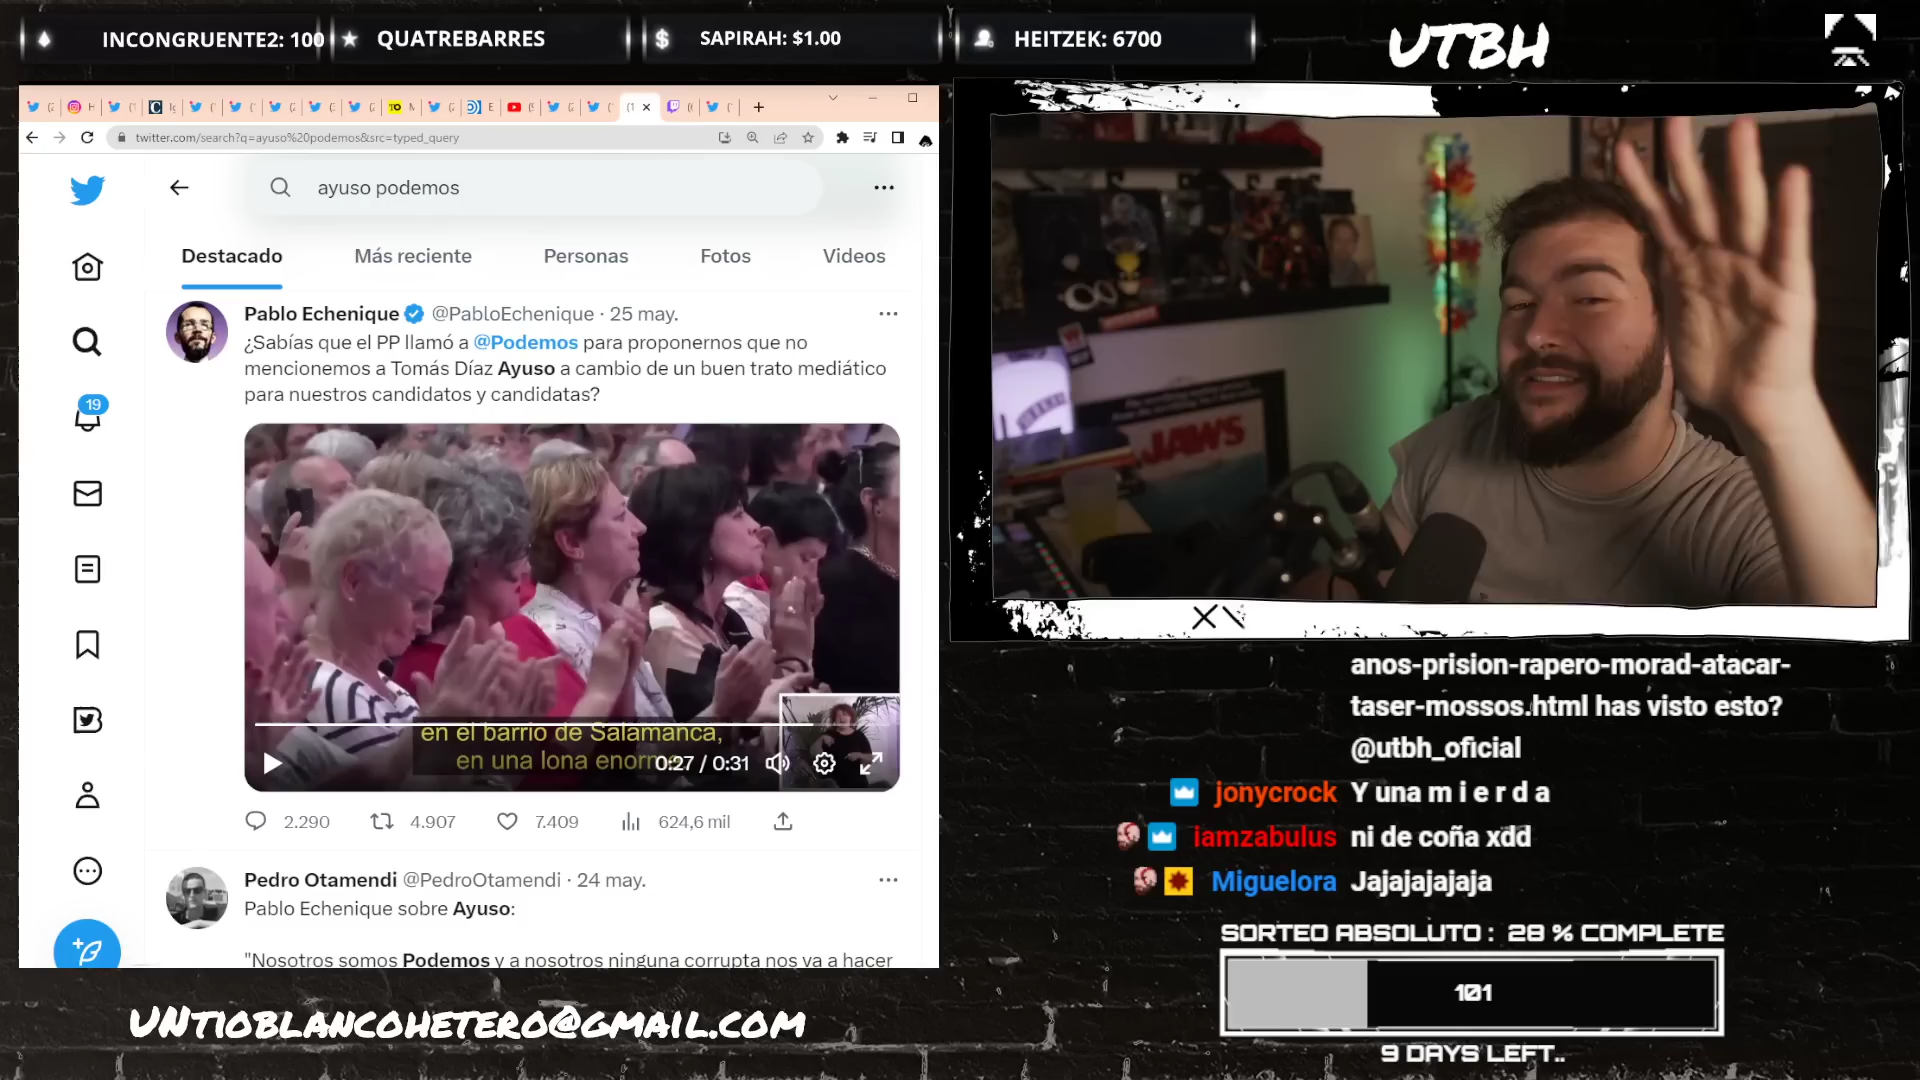 INCONGRUENTE2: 100
QUATREBARRES
SAPIRAH: $1.00
HEITZEK: 6700
UTBH
twitter.com/search?q=ayuso%20podemos&src=typed_query
ayuso podemos
Destacado
Más reciente
Personas
Fotos
Videos
Pablo Echenique @PabloEchenique · 25 may.
¿Sabías que el PP llamó a @Podemos para proponernos que no
mencionemos a Tomás Díaz Ayuso a cambio de un buen trato mediático
para nuestros candidatos y candidatas?
19
en el barrio de Salamanca,
en una lona enorme
0:27 / 0:31
2.290
4.907
7.409
624,6 mil
Pedro Otamendi @PedroOtamendi · 24 may.
Pablo Echenique sobre Ayuso:
"Nosotros somos Podemos y a nosotros ninguna corrupta nos va a hacer
JAWS
anos-prision-rapero-morad-atacar-
taser-mossos.html has visto esto?
@utbh_oficial
jonycrock Y una m i e r d a
iamzabulus ni de coña xdd
Miguelora Jajajajajaja
SORTEO ABSOLUTO : 28 % COMPLETE
101
9 DAYS LEFT..
UNTIOBLANCOHETERO@GMAIL.COM